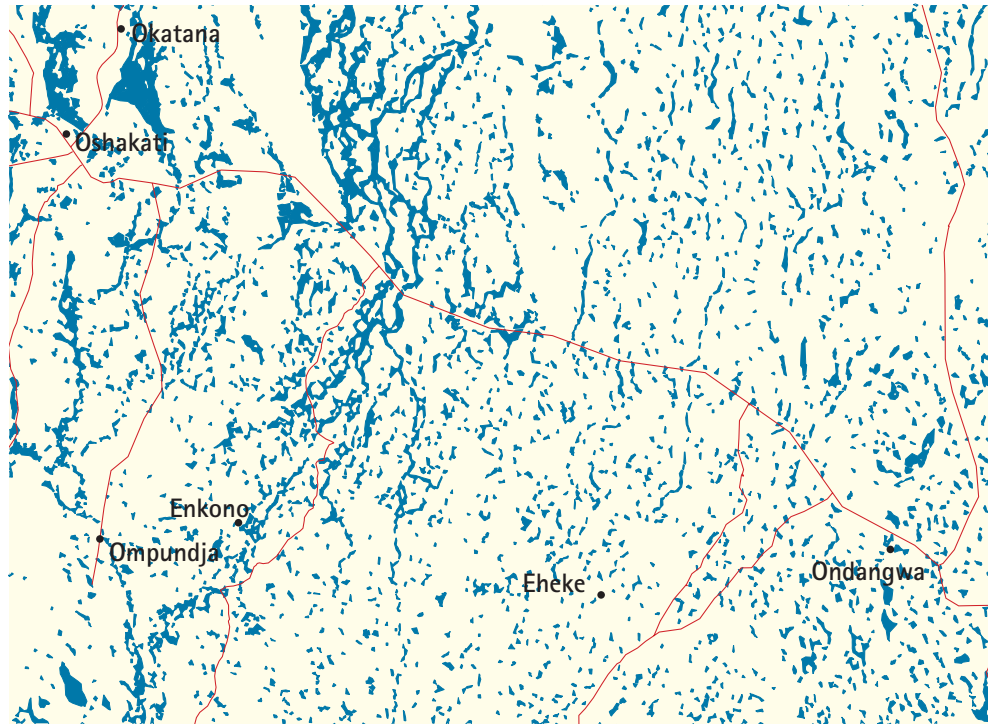 Okatana
Oshakati
Enkono
Ompundja
Eheke
Ondangwa